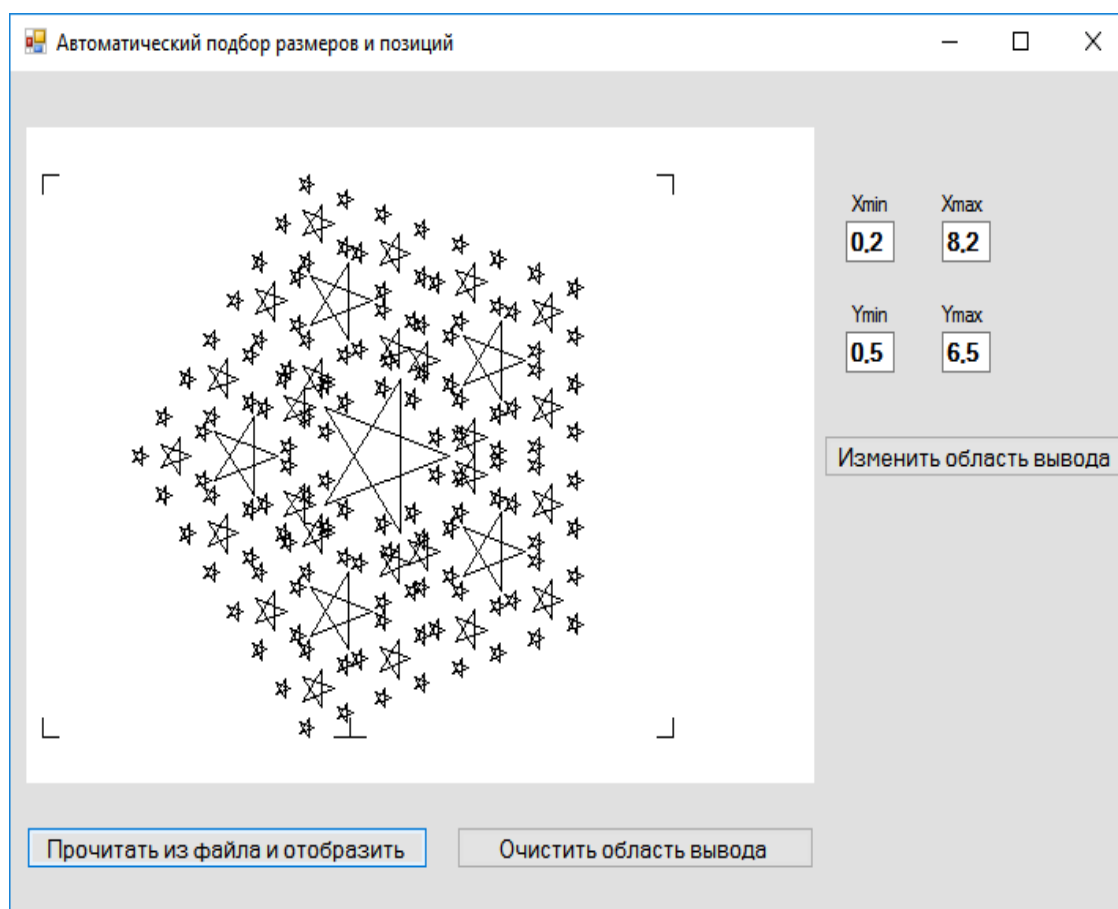 Автоматический подбор размеров и позиций
Xmin Xmax
0,2 8,2
Ymin Ymax
0,5 6,5
Изменить область вывода
Прочитать из файла и отобразить
Очистить область вывода